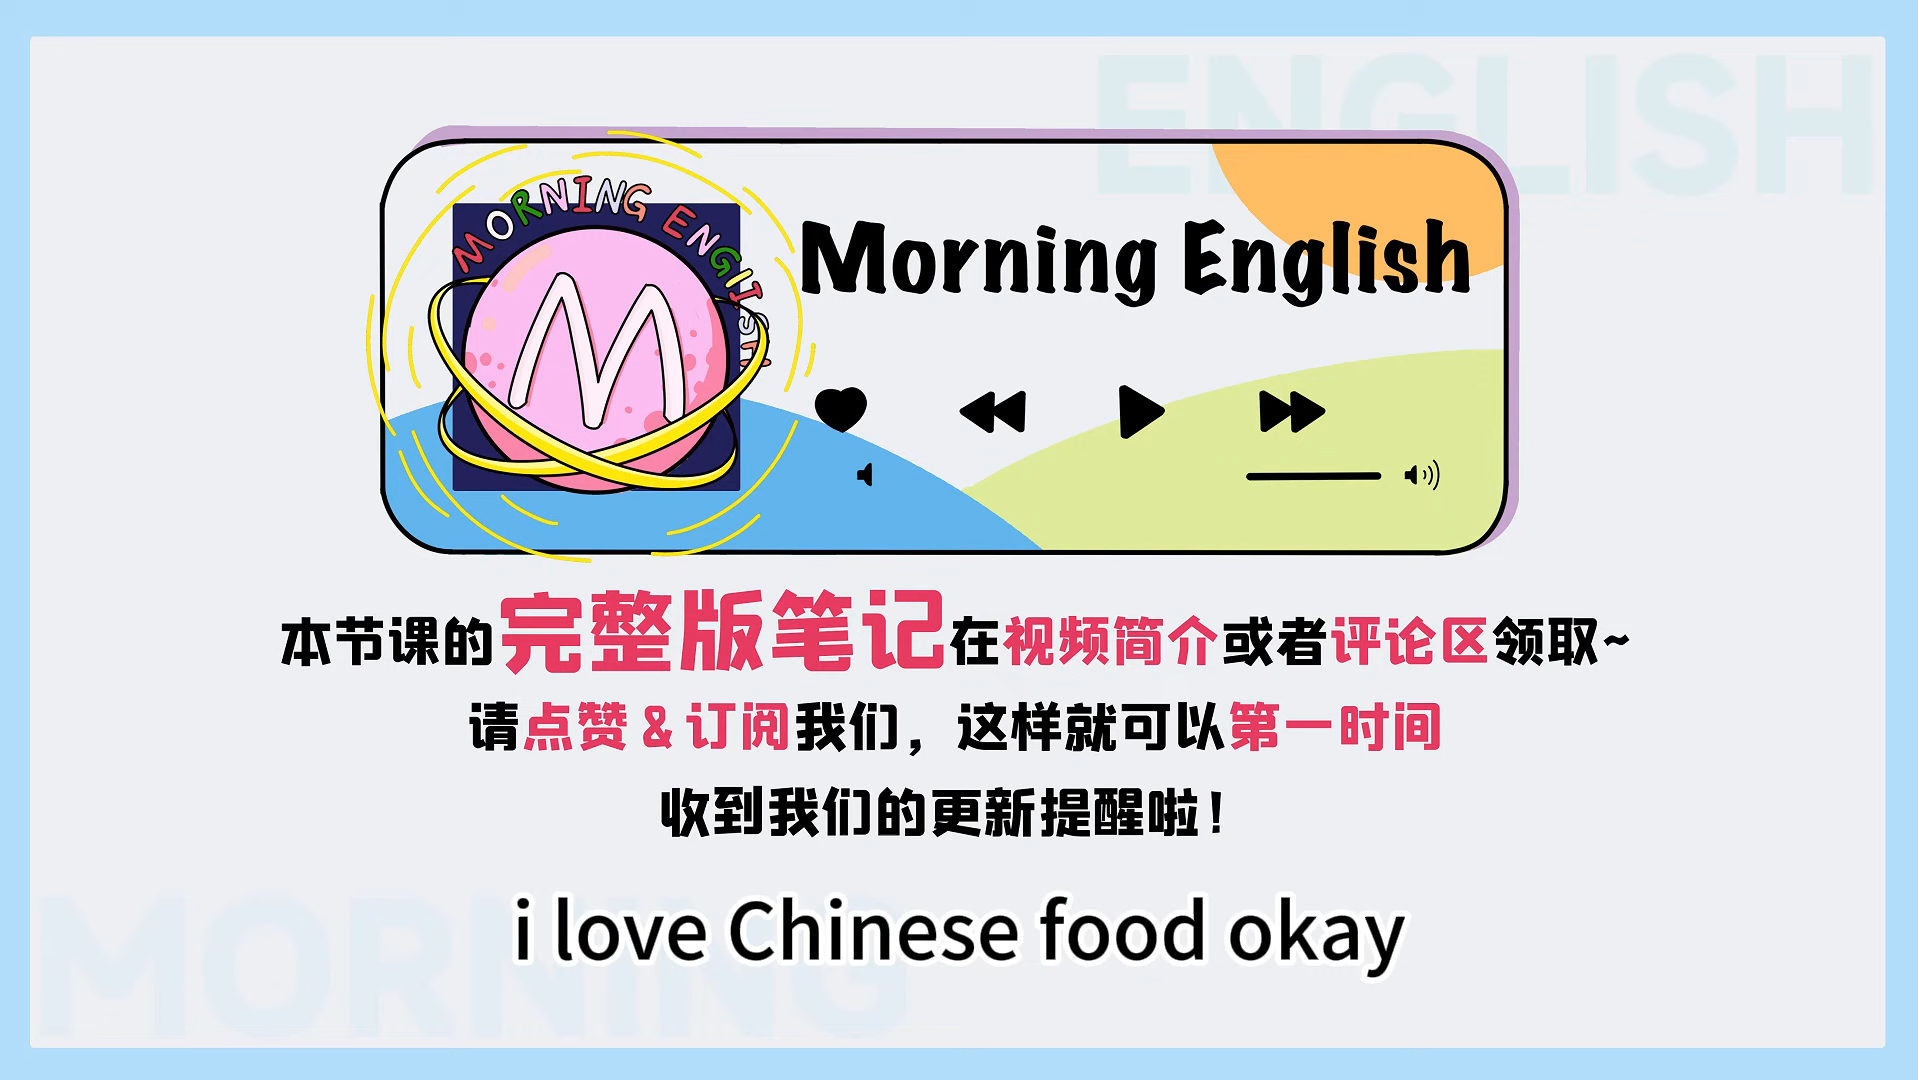 ENGLISH
MORNING ENGLISH
M
Morning English
本节课的完整版笔记在视频简介或者评论区领取~
请点赞&订阅我们，这样就可以第一时间
收到我们的更新提醒啦！
i love Chinese food okay
MORNING